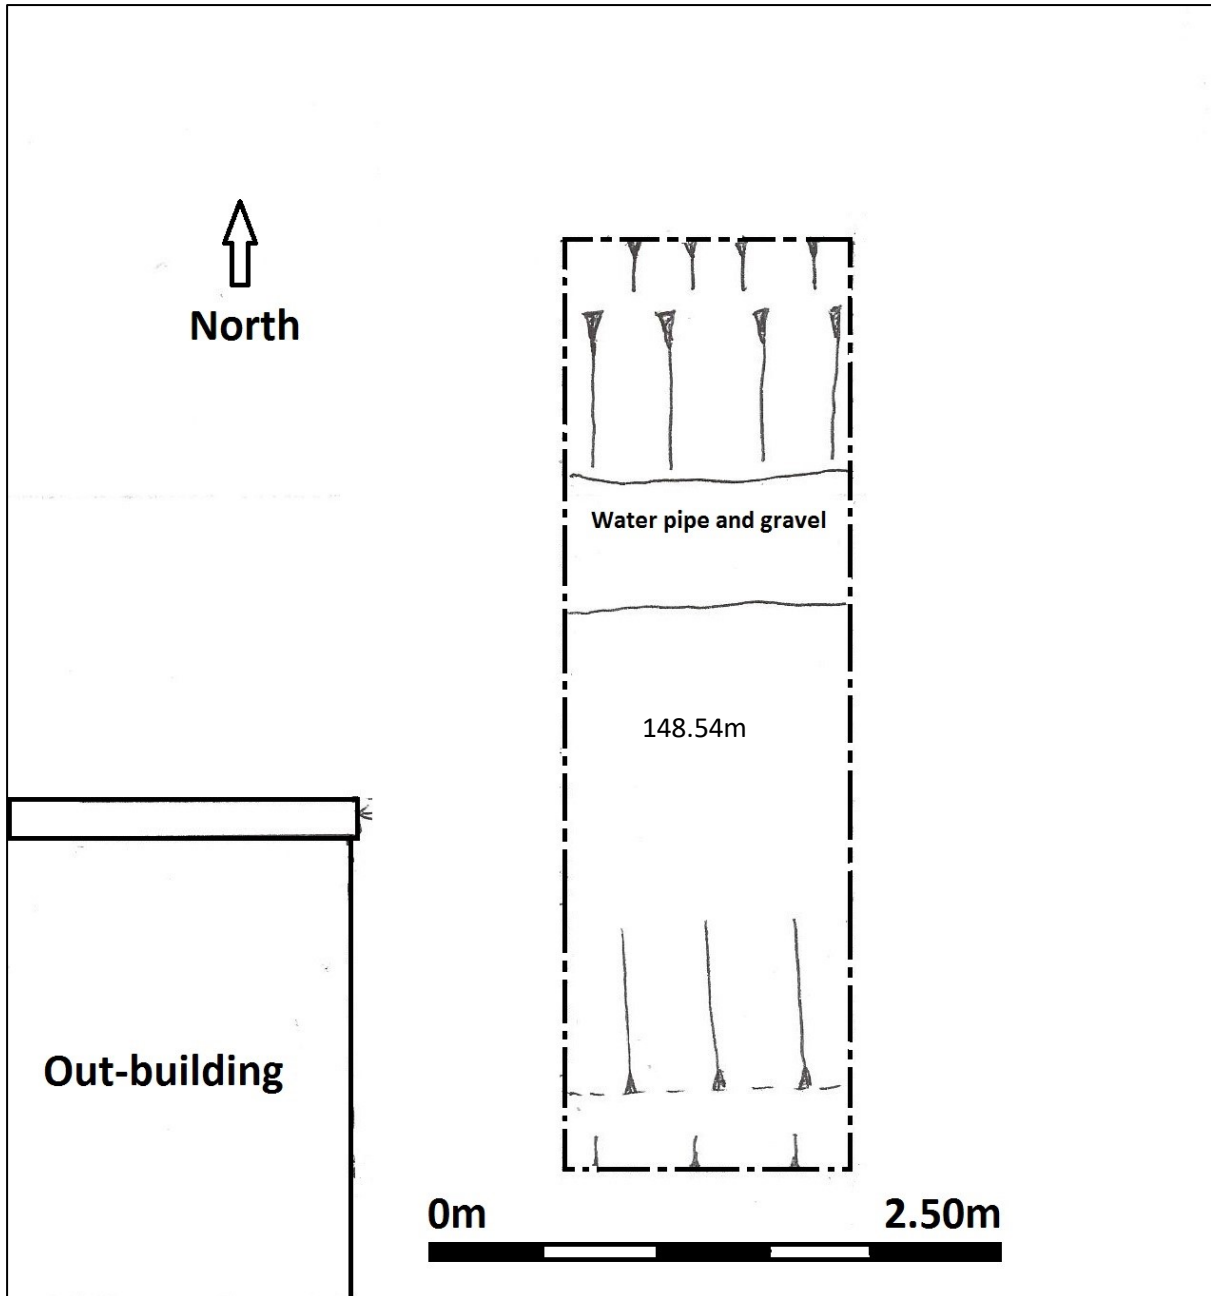 North
Water pipe and gravel
148.54m
Out-building
0m
2.50m